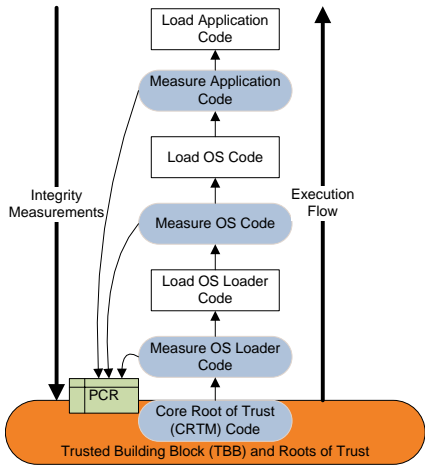 Load Application
Code
Measure Application
Code
Load OS Code
Integrity
Measurements
Execution
Flow
Measure OS Code
Load OS Loader
Code
Measure OS Loader
Code
PCR
Core Root of Trust
(CRTM) Code
Trusted Building Block (TBB) and Roots of Trust